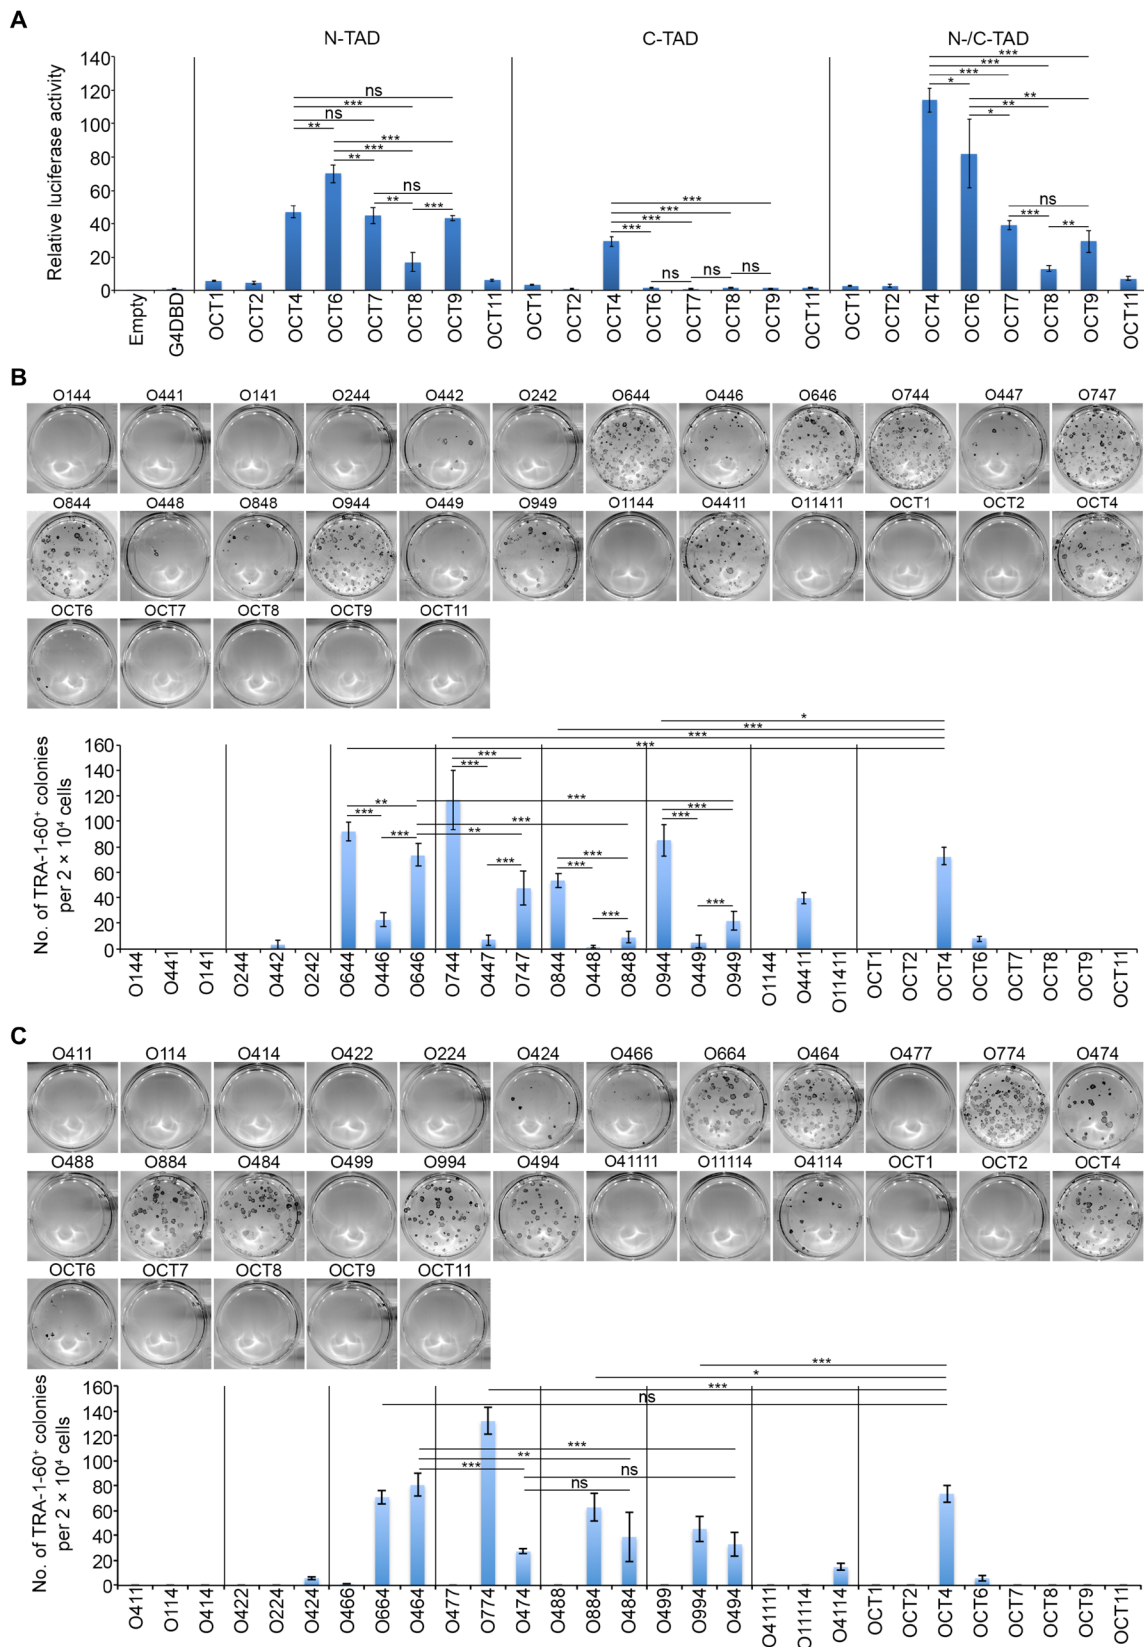 A
N-TAD
C-TAD
N-/C-TAD
Relative luciferase activity
140
120
100
80
60
40
20
0
ns
***
ns
**
***
***
**
ns
**
***
***
***
***
***
ns
ns
ns
***
***
***
*
**
**
*
ns
***
**
Empty
G4DBD
OCT1
OCT2
OCT4
OCT6
OCT7
OCT8
OCT9
OCT11
OCT1
OCT2
OCT4
OCT6
OCT7
OCT8
OCT9
OCT11
OCT1
OCT2
OCT4
OCT6
OCT7
OCT8
OCT9
OCT11
B
O144 O441 O141 O244 O442 O242 O644 O446 O646 O744 O447 O747
O844 O448 O848 O944 O449 O949 O1144 O4411 O11411 OCT1 OCT2 OCT4
OCT6 OCT7 OCT8 OCT9 OCT11
No. of TRA-1-60⁺ colonies
per 2 × 10⁴ cells
160
140
120
100
80
60
40
20
0
*
***
***
***
***
***
**
***
***
***
***
**
***
***
***
***
***
***
***
***
O144
O441
O141
O244
O442
O242
O644
O446
O646
O744
O447
O747
O844
O448
O848
O944
O449
O949
O1144
O4411
O11411
OCT1
OCT2
OCT4
OCT6
OCT7
OCT8
OCT9
OCT11
C
O411 O114 O414 O422 O224 O424 O466 O664 O464 O477 O774 O474
O488 O884 O484 O499 O994 O494 O41111 O11114 O4114 OCT1 OCT2 OCT4
OCT6 OCT7 OCT8 OCT9 OCT11
No. of TRA-1-60⁺ colonies
per 2 × 10⁴ cells
160
140
120
100
80
60
40
20
0
***
*
***
ns
***
**
***
ns
ns
O411
O114
O414
O422
O224
O424
O466
O664
O464
O477
O774
O474
O488
O884
O484
O499
O994
O494
O41111
O11114
O4114
OCT1
OCT2
OCT4
OCT6
OCT7
OCT8
OCT9
OCT11